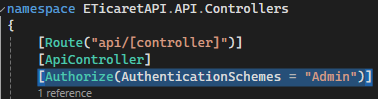 namespace ETicaretAPI.API.Controllers
{
[Route("api/[controller]")]
[ApiController]
[Authorize(AuthenticationSchemes = "Admin")]
1 reference